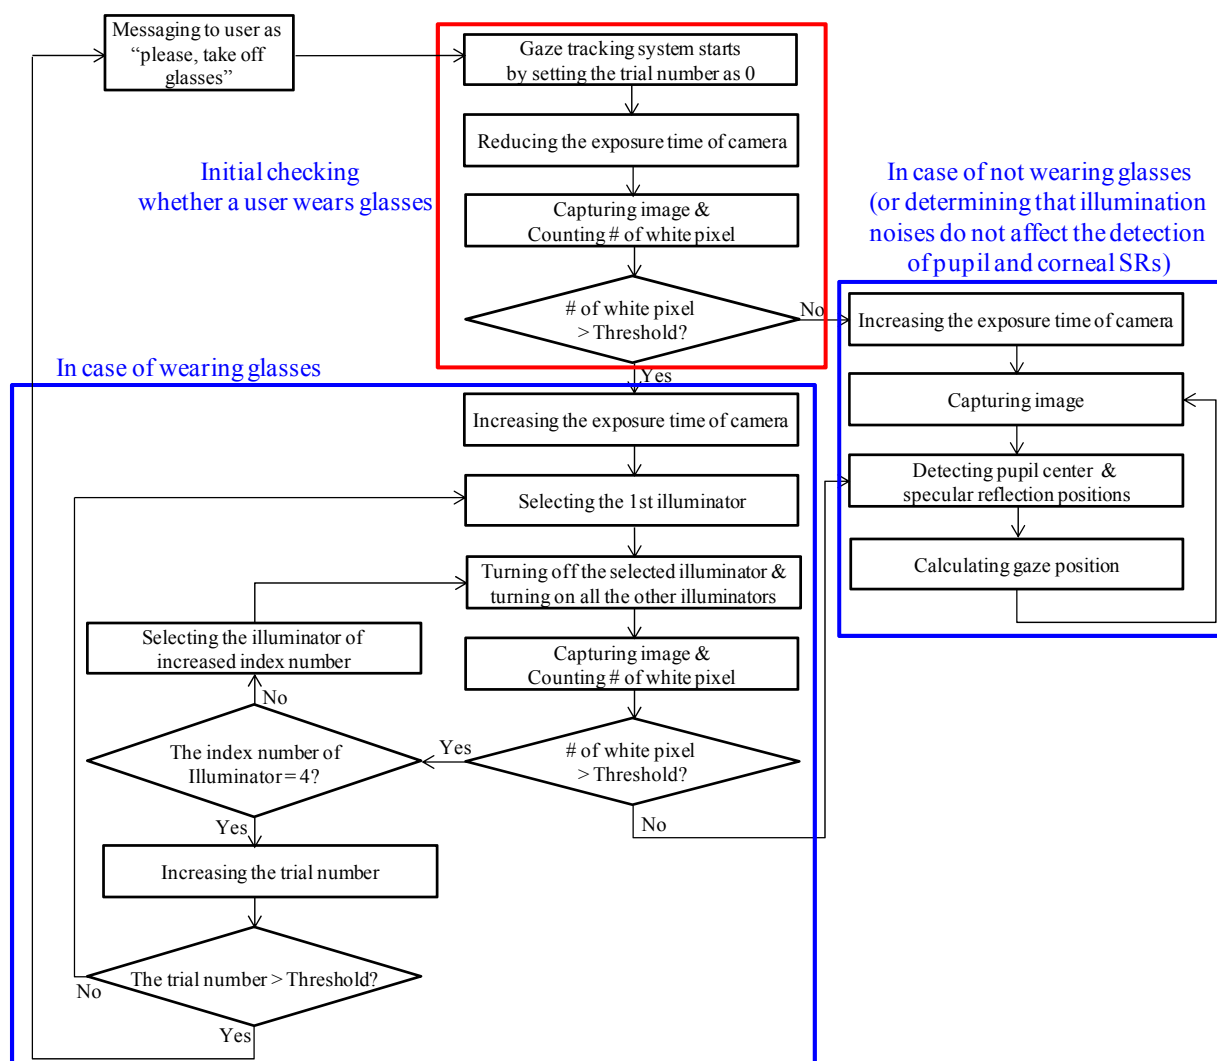 Messaging to user as
“please, take off
glasses”
Gaze tracking system starts
by setting the trial number as 0
Reducing the exposure time of camera
Initial checking
whether a user wears glasses
Capturing image &
Counting # of white pixel
# of white pixel
> Threshold?
No
Yes
In case of not wearing glasses
(or determining that illumination
noises do not affect the detection
of pupil and corneal SRs)
Increasing the exposure time of camera
Capturing image
Detecting pupil center &
specular reflection positions
Calculating gaze position
In case of wearing glasses
Increasing the exposure time of camera
Selecting the 1st illuminator
Turning off the selected illuminator &
turning on all the other illuminators
Selecting the illuminator of
increased index number
Capturing image &
Counting # of white pixel
No
The index number of
Illuminator = 4?
Yes
# of white pixel
> Threshold?
No
Yes
Increasing the trial number
The trial number > Threshold?
No
Yes